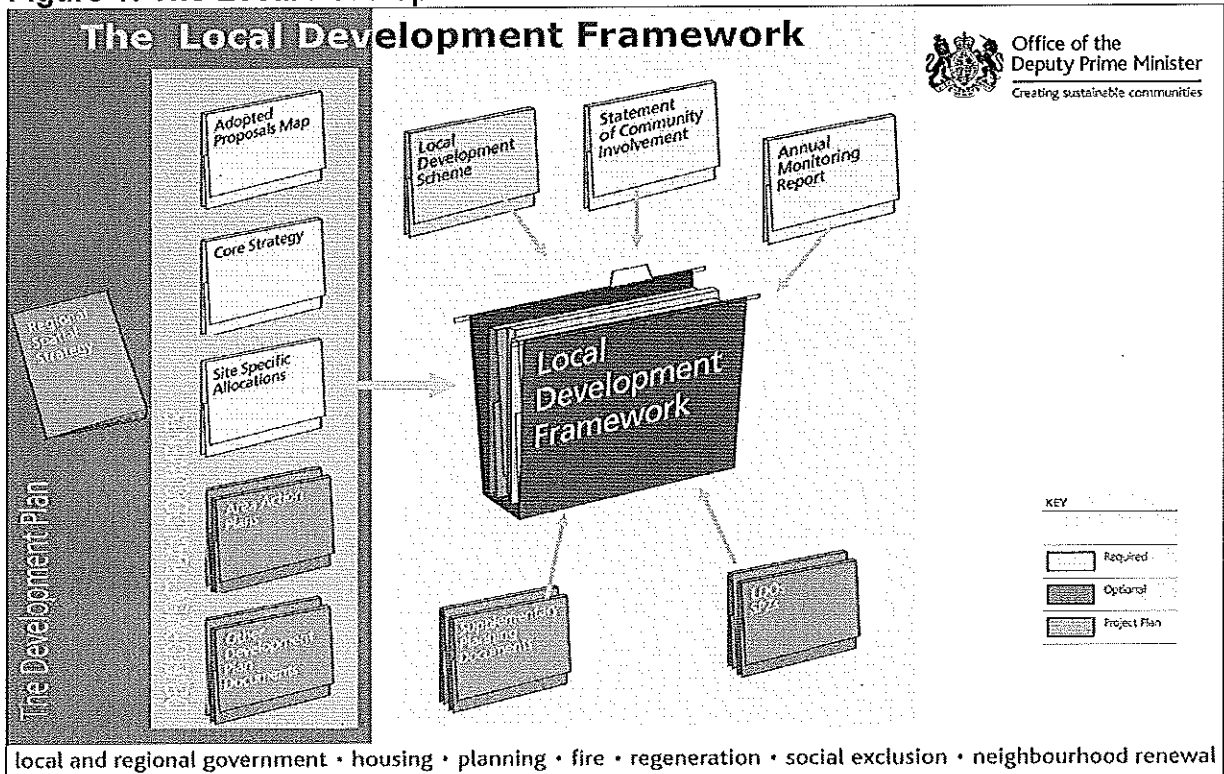 The Local Development Framework
Office of the
Deputy Prime Minister
Creating sustainable communities
Adopted
Proposals Map
Core Strategy
Site Specific
Allocations
Area Action
Plans
Other
Development
Plan
Documents
Regional
Spatial
Strategy
The Development Plan
Local
Development
Scheme
Statement
of Community
Involvement
Annual
Monitoring
Report
Local
Development
Framework
Supplementary
Planning
Documents
LDO
SPZs
KEY
Required
Optional
Project Plan
local and regional government • housing • planning • fire • regeneration • social exclusion • neighbourhood renewal